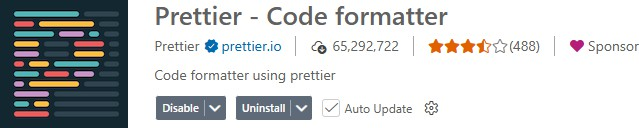 Prettier - Code formatter
Prettier prettier.io 65,292,722 (488) Sponsor
Code formatter using prettier
Disable Uninstall Auto Update